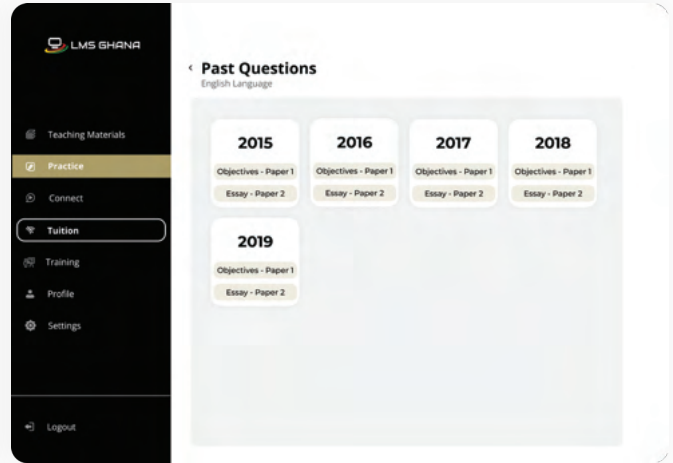 LMS GHANA
Teaching Materials
Practice
Connect
Tuition
Training
Profile
Settings
Logout
Past Questions
English Language
2015
Objectives - Paper 1
Essay - Paper 2
2016
Objectives - Paper 1
Essay - Paper 2
2017
Objectives - Paper 1
Essay - Paper 2
2018
Objectives - Paper 1
Essay - Paper 2
2019
Objectives - Paper 1
Essay - Paper 2